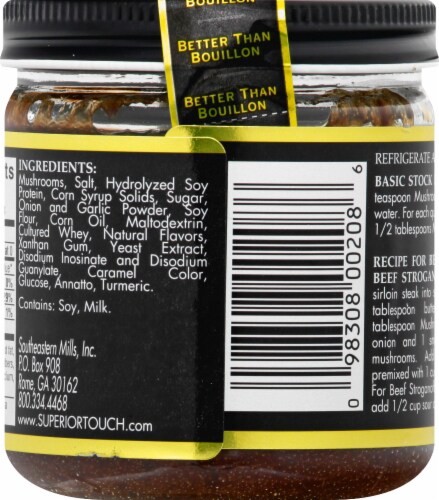 BOUILLON
BETTER THAN
BOUILLON
BETTER THAN
BOUILLON
INGREDIENTS:
Mushrooms, Salt, Hydrolyzed Soy
Protein, Corn Syrup Solids, Sugar,
Onion and Garlic Powder, Soy
Flour, Corn Oil, Maltodextrin,
Cultured Whey, Natural Flavors,
Xanthan Gum, Yeast Extract,
Disodium Inosinate and Disodium
Guanylate, Caramel Color,
Glucose, Annatto, Turmeric.
Contains: Soy, Milk.
Southeastern Mills, Inc.
P.O. Box 908
Rome, GA 30162
800.334.4468
www.SUPERIORTOUCH.com
0 98308 00208 6
REFRIGERATE
BASIC STOCK
teaspoon Mushr
water. For each
1/2 tablespoons
RECIPE FOR BE
BEEF STROGAN
sirloin steak into
tablespoon butt
tablespoon Mush
onion and 1
mushrooms. Add
premixed with 1
For Beef Stroganof
add 1/2 cup sour